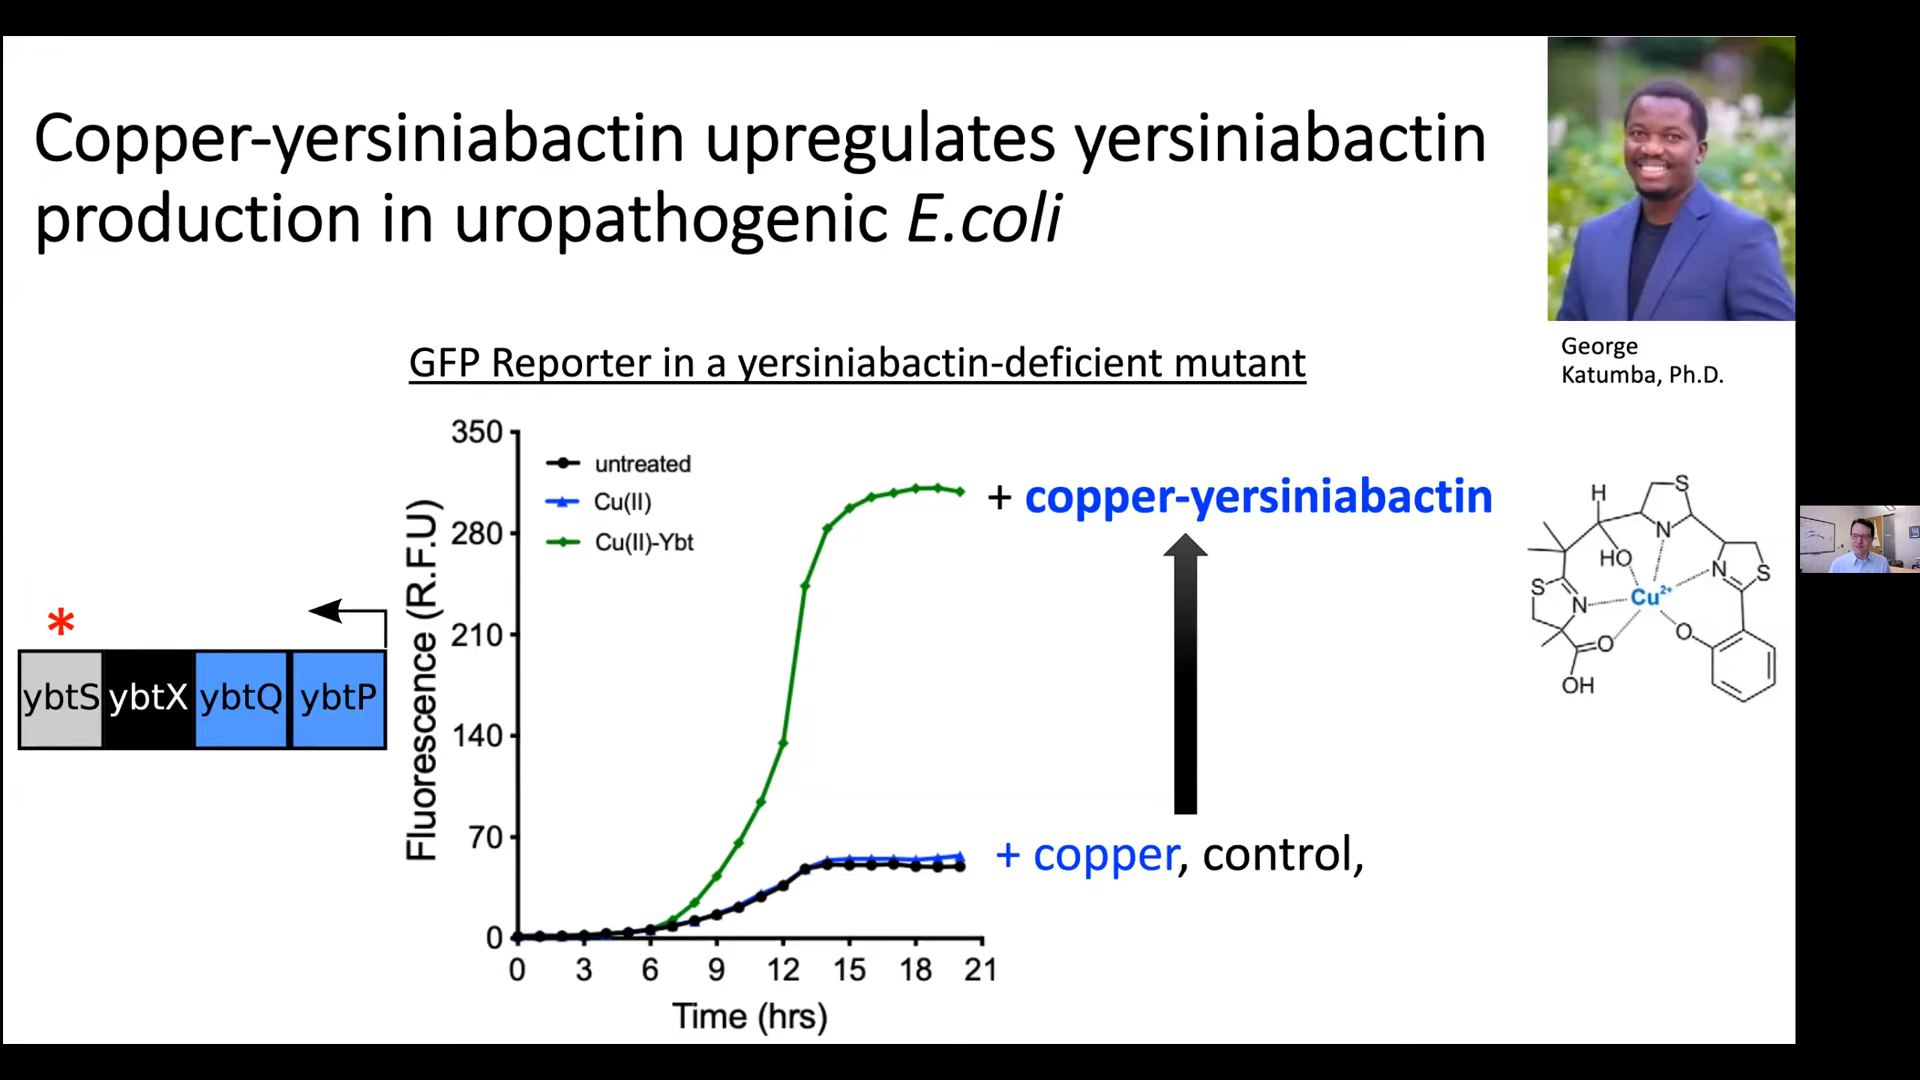 Copper-yersiniabactin upregulates yersiniabactin
production in uropathogenic E.coli
George
Katumba, Ph.D.
GFP Reporter in a yersiniabactin-deficient mutant
350
280
210
140
70
0
Fluorescence (R.F.U)
untreated
Cu(II)
Cu(II)-Ybt
0 3 6 9 12 15 18 21
Time (hrs)
+ copper-yersiniabactin
+ copper, control,
*
ybtS ybtX ybtQ ybtP
H
S
N
HO
N
S
S
N
Cu²⁺
O
O
OH